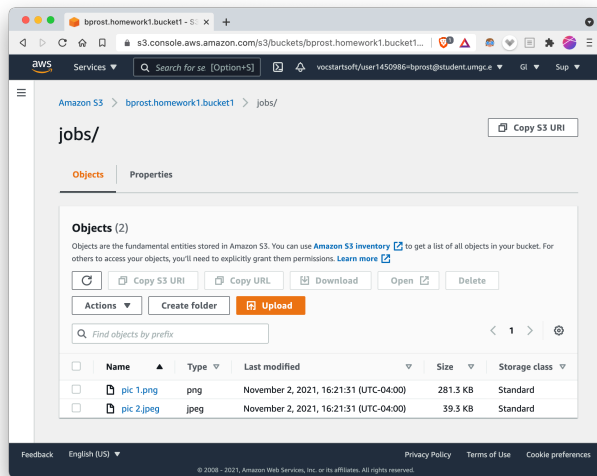 bprost.homework1.bucket1 - S3
s3.console.aws.amazon.com/s3/buckets/bprost.homework1.bucket1...
aws Services ▼ Search for se [Option+S] vocstartsoft/user1450986=bprost@student.umgc.e ▼ Gl ▼ Sup ▼
Amazon S3 > bprost.homework1.bucket1 > jobs/
jobs/
Copy S3 URI
Objects Properties
Objects (2)
Objects are the fundamental entities stored in Amazon S3. You can use Amazon S3 inventory to get a list of all objects in your bucket. For
others to access your objects, you'll need to explicitly grant them permissions. Learn more
Copy S3 URI Copy URL Download Open Delete
Actions ▼ Create folder Upload
Find objects by prefix
< 1 >
Name ▲ Type ▽ Last modified ▽ Size ▽ Storage class ▽
pic 1.png png November 2, 2021, 16:21:31 (UTC-04:00) 281.3 KB Standard
pic 2.jpeg jpeg November 2, 2021, 16:21:31 (UTC-04:00) 39.3 KB Standard
Feedback English (US) ▼ Privacy Policy Terms of Use Cookie preferences
© 2008 - 2021, Amazon Web Services, Inc. or its affiliates. All rights reserved.